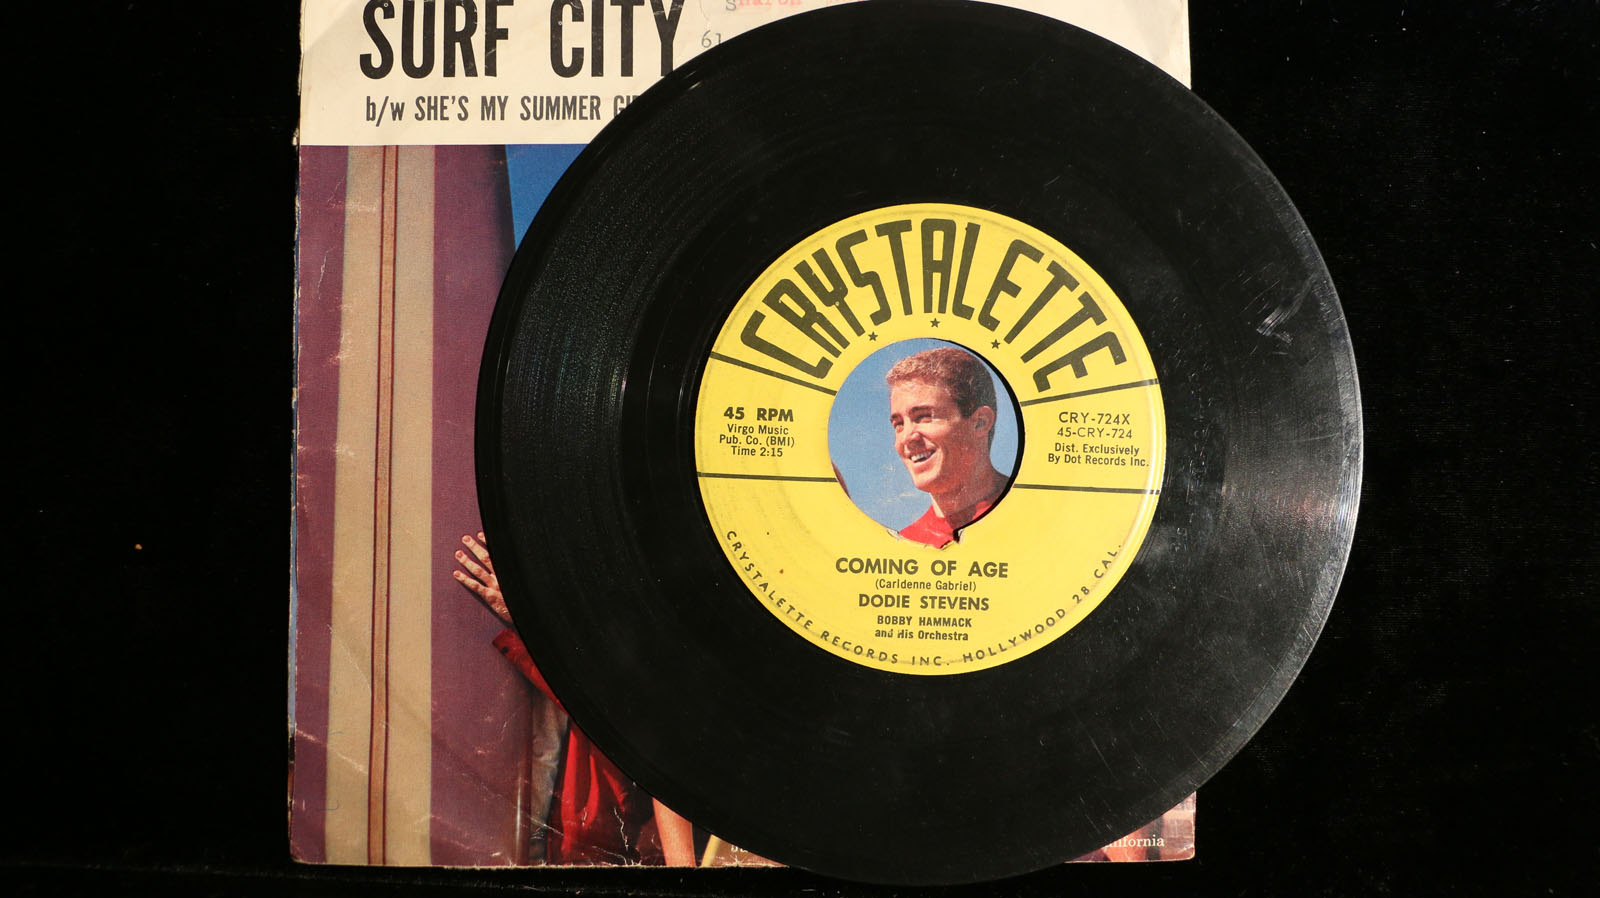 SURF CITY
61
b/w SHE'S MY SUMMER
CRYSTALETTE
45 RPM
Virgo Music
Pub. Co. (BMI)
Time 2:15
CRY-724X
45-CRY-724
Dist. Exclusively
By Dot Records Inc.
COMING OF AGE
(Carldenne Gabriel)
DODIE STEVENS
BOBBY HAMMACK
and His Orchestra
CRYSTALETTE RECORDS INC. HOLLYWOOD 28 CAL.